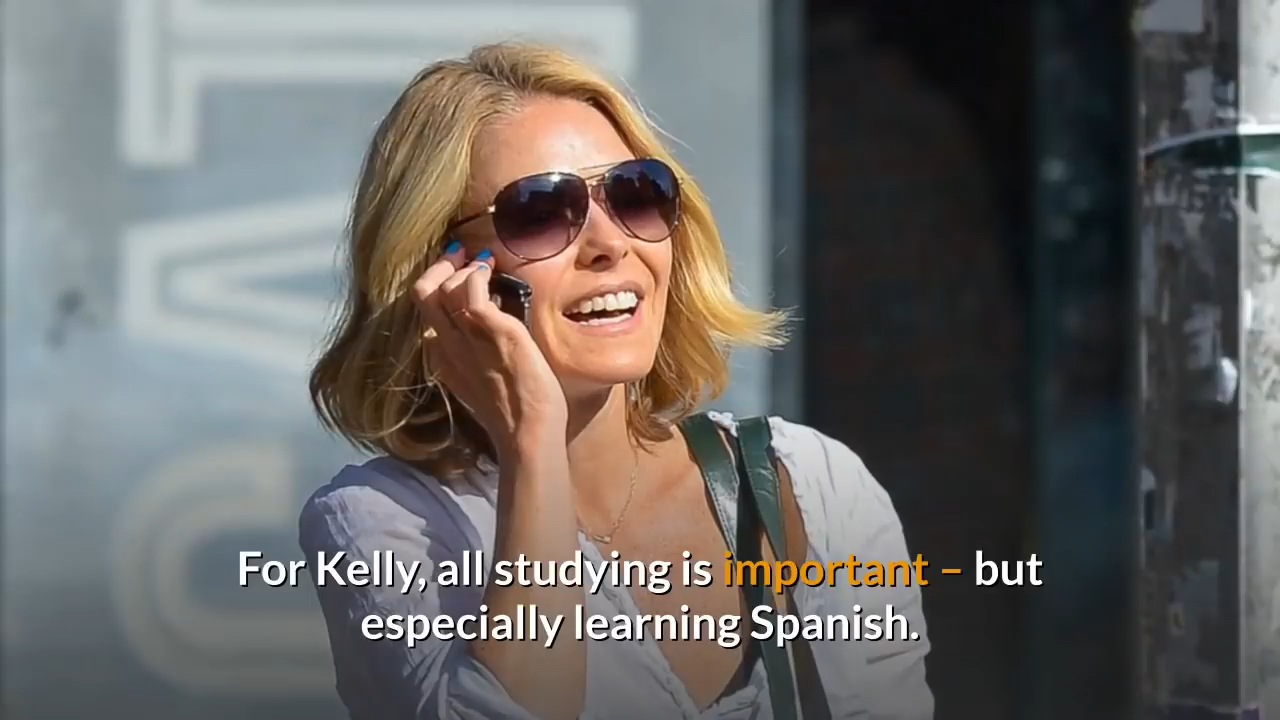 For Kelly, all studying is important – but
especially learning Spanish.